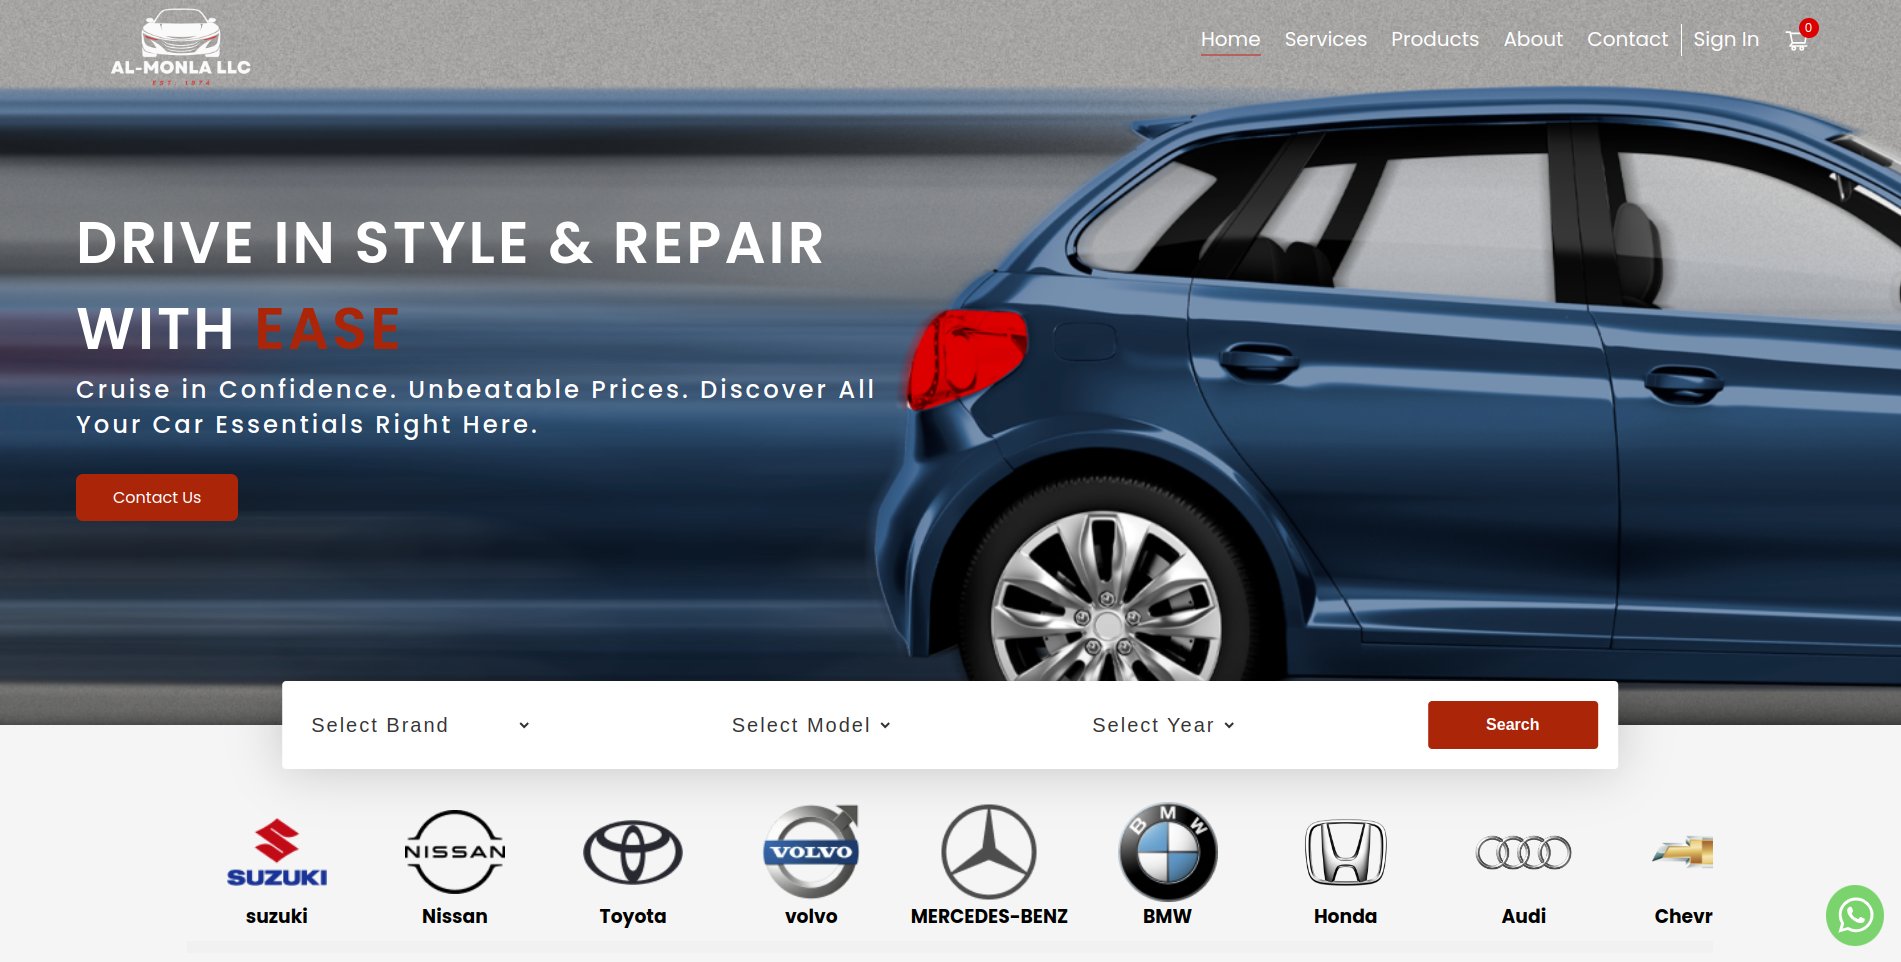 AL-MONLA LLC
EST. 1974
Home Services Products About Contact Sign In 0
DRIVE IN STYLE & REPAIR
WITH EASE
Cruise in Confidence. Unbeatable Prices. Discover All
Your Car Essentials Right Here.
Contact Us
Select Brand Select Model Select Year Search
SUZUKI NISSAN VOLVO BMW
suzuki Nissan Toyota volvo MERCEDES-BENZ BMW Honda Audi Chevr